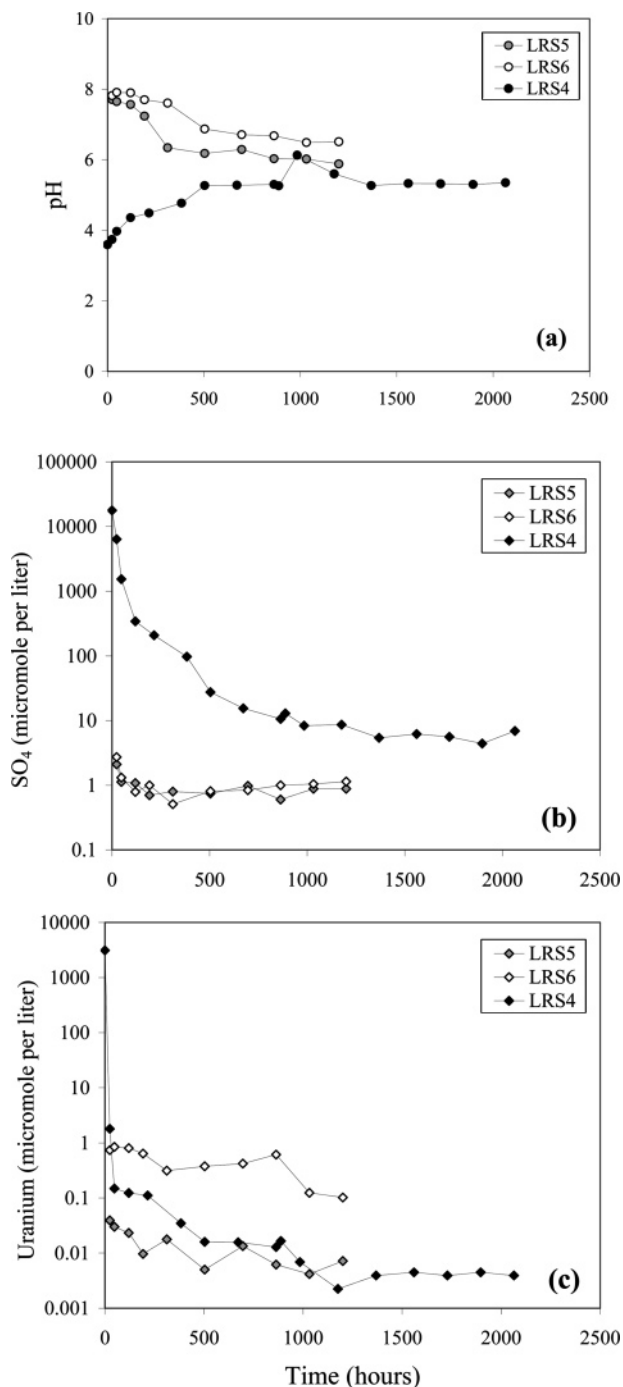 10
8
6
4
2
0
pH
LRS5
LRS6
LRS4
(a)
0 500 1000 1500 2000 2500
100000
10000
1000
100
10
1
0.1
SO4 (micromole per liter)
LRS5
LRS6
LRS4
(b)
0 500 1000 1500 2000 2500
10000
1000
100
10
1
0.1
0.01
0.001
Uranium (micromole per liter)
LRS5
LRS6
LRS4
(c)
0 500 1000 1500 2000 2500
Time (hours)